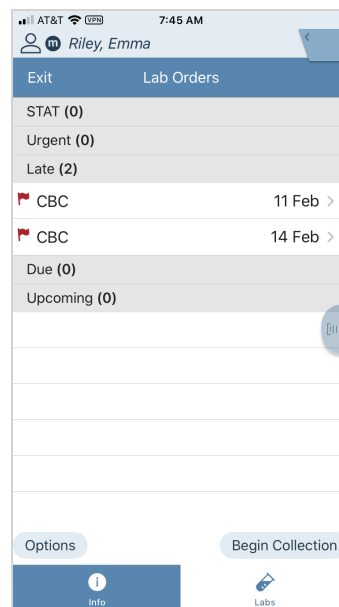 AT&T VPN 7:45 AM
m Riley, Emma
Exit Lab Orders
STAT (0)
Urgent (0)
Late (2)
CBC 11 Feb
CBC 14 Feb
Due (0)
Upcoming (0)
Options Begin Collection
Info Labs